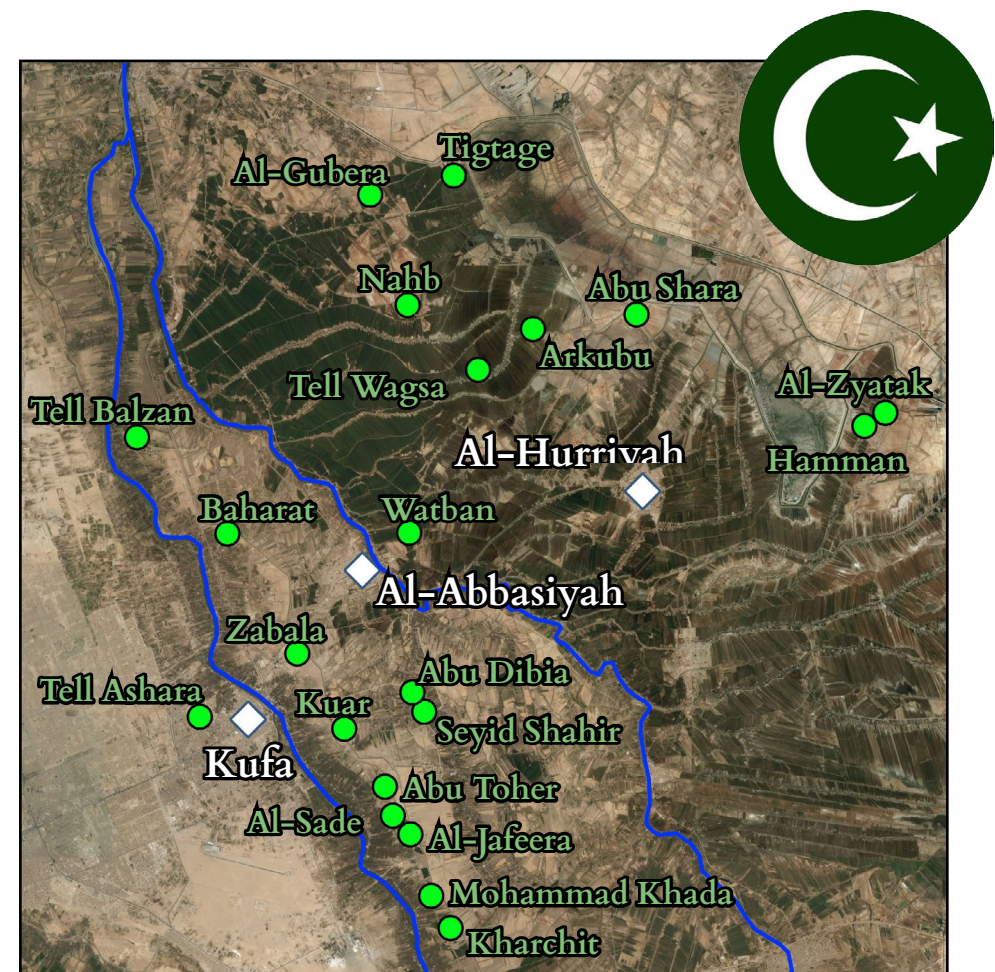 Tigtage
Al-Gubera
Nahb
Abu Shara
Arkubu
Tell Wagsa
Al-Zyatak
Tell Balzan
Al-Hurriyah
Hamman
Baharat
Watban
Al-Abbasiyah
Zabala
Abu Dibia
Tell Ashara
Kuar
Seyid Shahir
Kufa
Abu Toher
Al-Sade
Al-Jafeera
Mohammad Khada
Kharchit